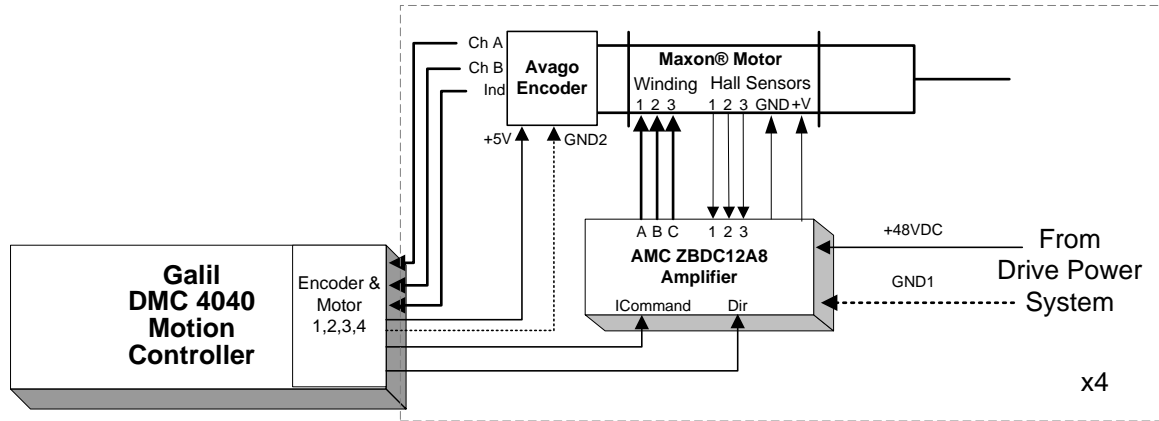 Ch A
Ch B
Ind
Avago
Encoder
+5V
GND2
Maxon® Motor
Winding Hall Sensors
1 2 3 1 2 3 GND +V
A B C 1 2 3
AMC ZBDC12A8
Amplifier
ICommand Dir
+48VDC
GND1
From
Drive Power
System
Galil
DMC 4040
Motion
Controller
Encoder &
Motor
1,2,3,4
x4